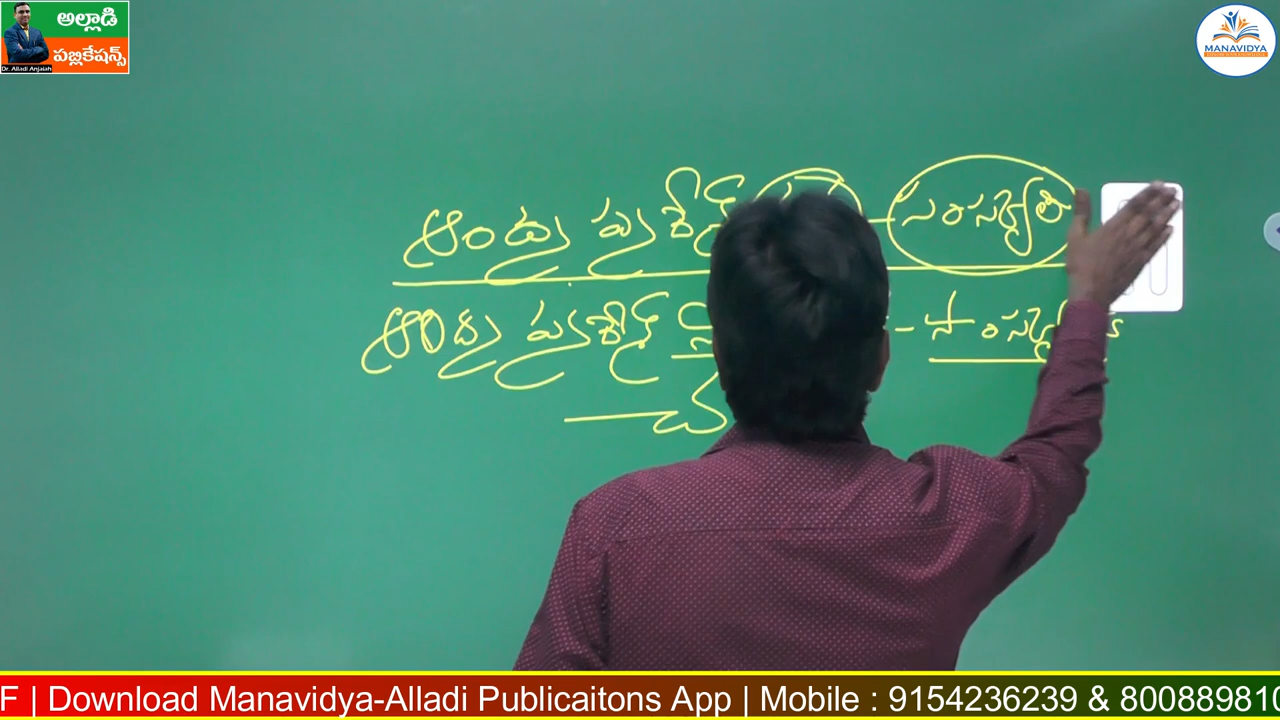 అల్లాడి
పబ్లికేషన్స్
Dr. Alladi Anjaiah
MANAVIDYA
ఆంధ్ర ప్రదేశ్ - సంస్కృతి
ఆంధ్ర ప్రదేశ్ - సాంస్కృ
చ
F | Download Manavidya-Alladi Publicaitons App | Mobile : 9154236239 & 800889810